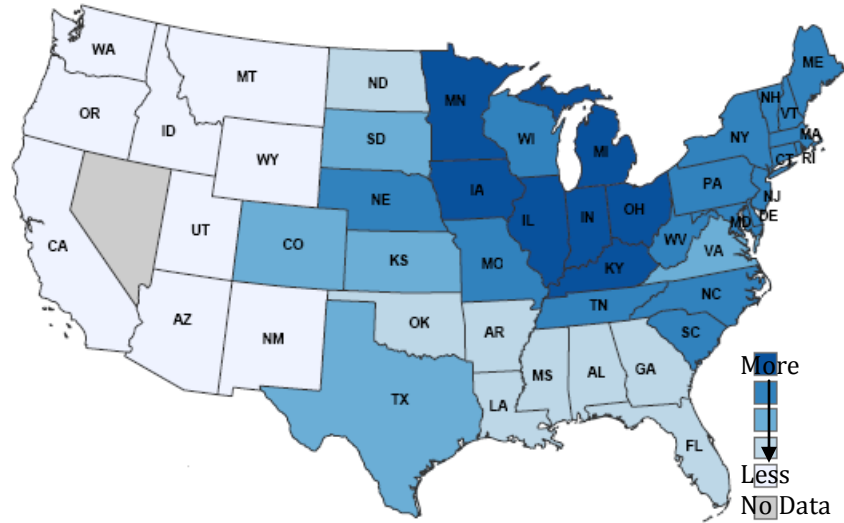 WA
MT
ND
ME
OR
MN
NH
VT
ID
SD
WI
MI
NY
MA
WY
CT
RI
IA
PA
NE
NJ
IL
IN
OH
MD
DE
UT
CO
WV
CA
KS
MO
VA
KY
NC
TN
AZ
OK
AR
NM
SC
MS
AL
GA
More
TX
LA
FL
Less
No Data